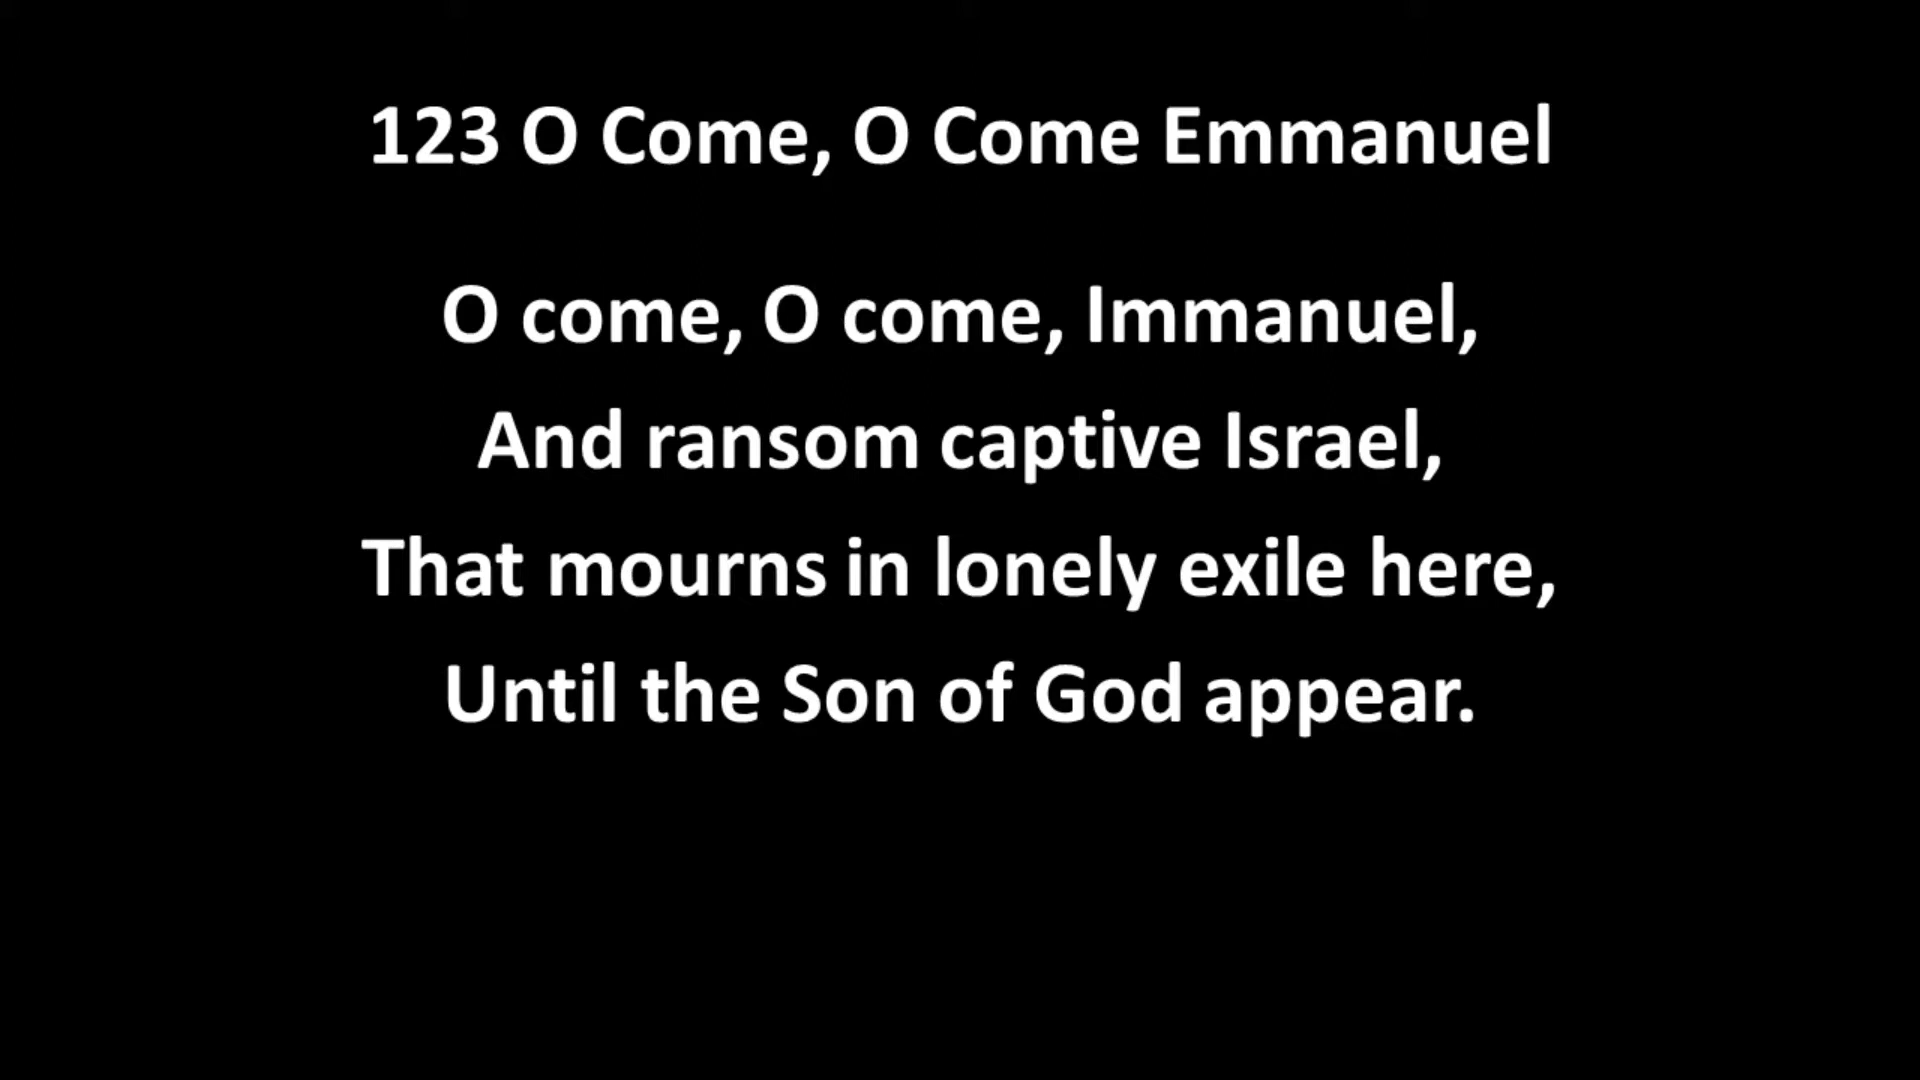 123 O Come, O Come Emmanuel
O come, O come, Immanuel,
And ransom captive Israel,
That mourns in lonely exile here,
Until the Son of God appear.